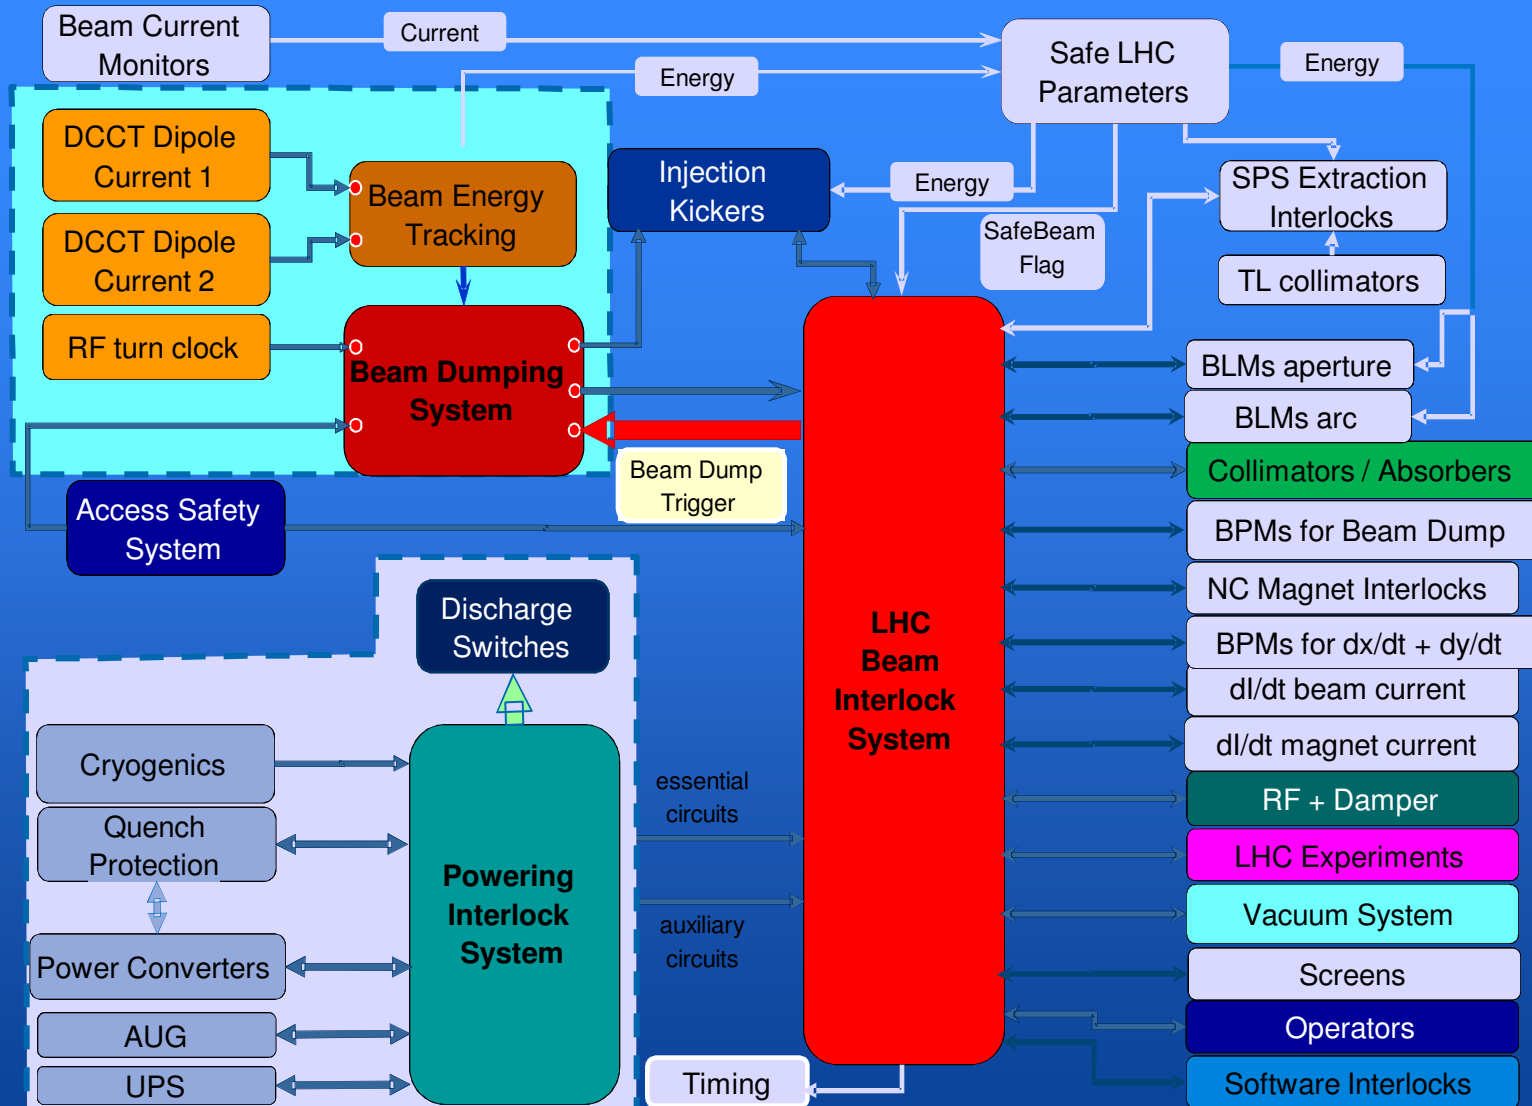 Beam Current
Monitors
Current
Energy
Safe LHC
Parameters
Energy
DCCT Dipole
Current 1
DCCT Dipole
Current 2
RF turn clock
Beam Energy
Tracking
Beam Dumping
System
Injection
Kickers
Energy
SafeBeam
Flag
SPS Extraction
Interlocks
TL collimators
Beam Dump
Trigger
Access Safety
System
Discharge
Switches
Cryogenics
Quench
Protection
Power Converters
AUG
UPS
Powering
Interlock
System
essential
circuits
auxiliary
circuits
Timing
LHC
Beam
Interlock
System
BLMs aperture
BLMs arc
Collimators / Absorbers
BPMs for Beam Dump
NC Magnet Interlocks
BPMs for dx/dt + dy/dt
dI/dt beam current
dI/dt magnet current
RF + Damper
LHC Experiments
Vacuum System
Screens
Operators
Software Interlocks